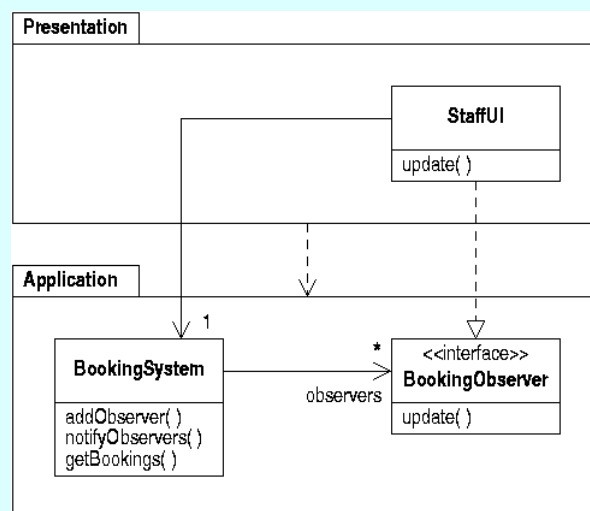 Presentation
StaffUI
update( )
Application
1
BookingSystem
addObserver( )
notifyObservers( )
getBookings( )
*
observers
<<interface>>
BookingObserver
update( )